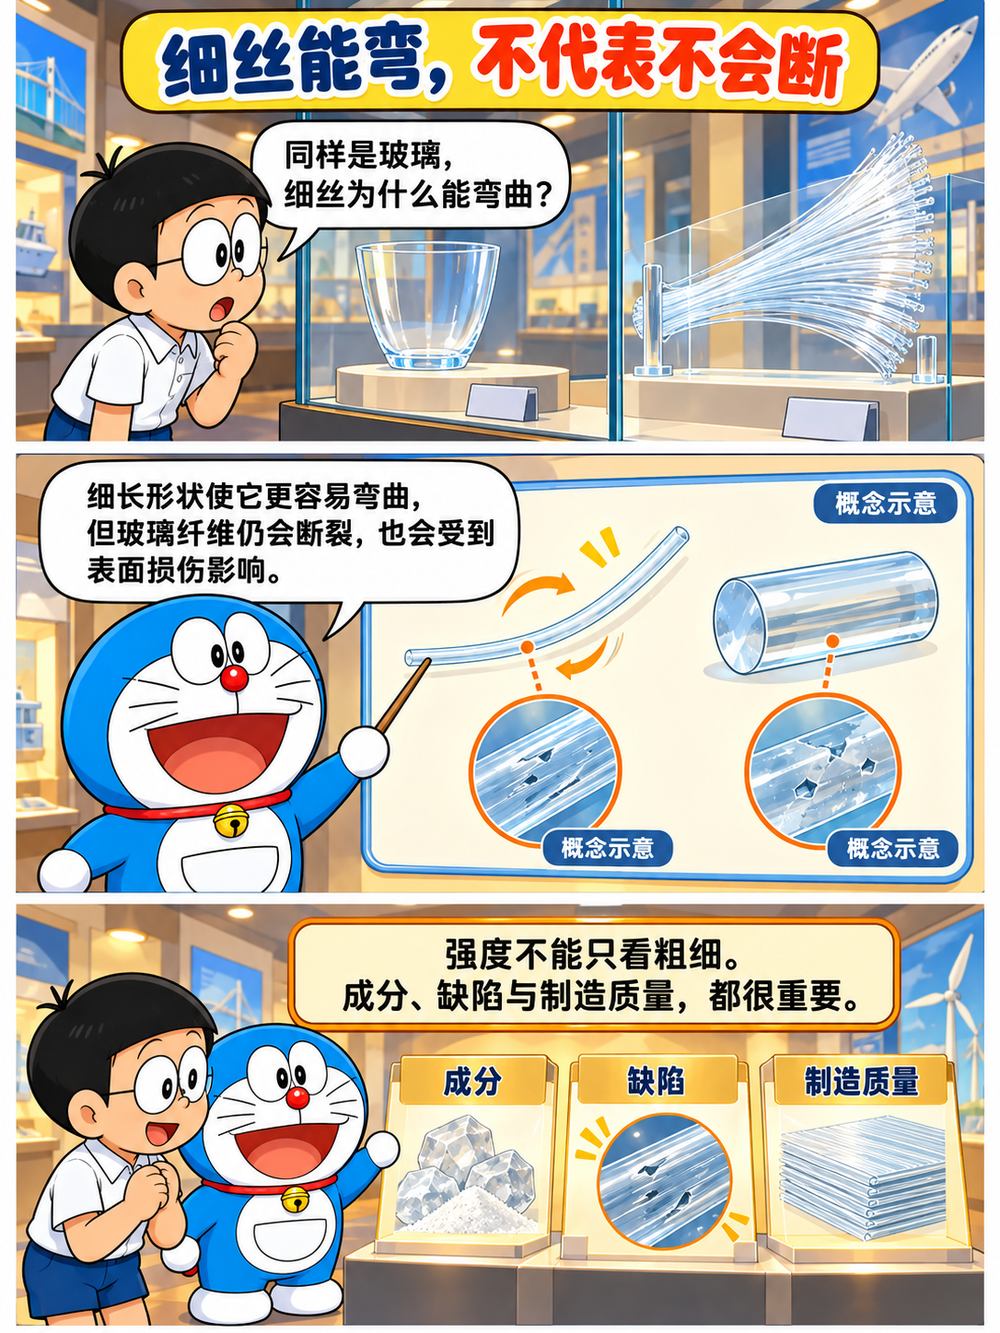 细丝能弯，不代表不会断
同样是玻璃，
细丝为什么能弯曲？
细长形状使它更容易弯曲，
但玻璃纤维仍会断裂，也会受到
表面损伤影响。
概念示意
概念示意
概念示意
强度不能只看粗细。
成分、缺陷与制造质量，都很重要。
成分
缺陷
制造质量